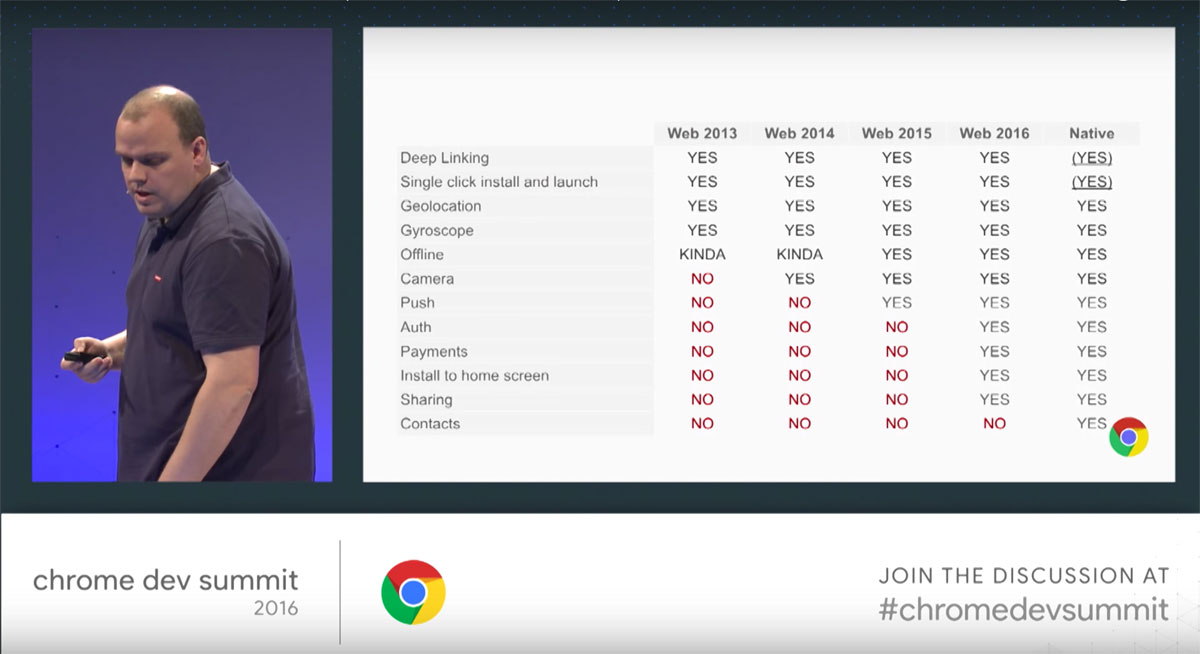 Web 2013 Web 2014 Web 2015 Web 2016 Native
Deep Linking YES YES YES YES (YES)
Single click install and launch YES YES YES YES (YES)
Geolocation YES YES YES YES YES
Gyroscope YES YES YES YES YES
Offline KINDA KINDA YES YES YES
Camera NO YES YES YES YES
Push NO NO YES YES YES
Auth NO NO NO YES YES
Payments NO NO NO YES YES
Install to home screen NO NO NO YES YES
Sharing NO NO NO YES YES
Contacts NO NO NO NO YES
chrome dev summit
2016
JOIN THE DISCUSSION AT
#chromedevsummit